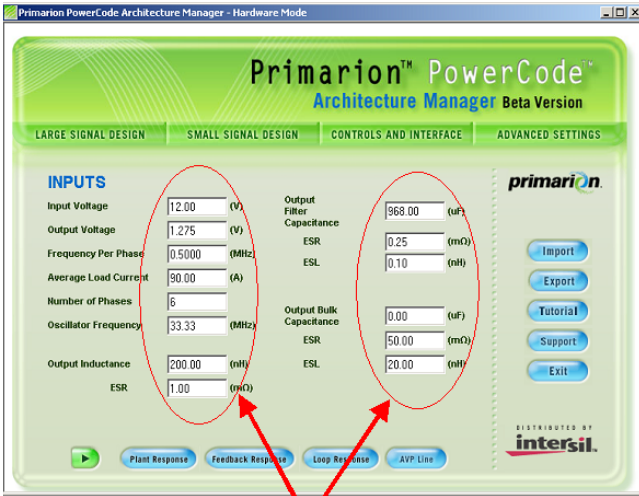 Primarion PowerCode Architecture Manager - Hardware Mode
Primarion™ PowerCode™
Architecture Manager Beta Version
LARGE SIGNAL DESIGN SMALL SIGNAL DESIGN CONTROLS AND INTERFACE ADVANCED SETTINGS
INPUTS
Input Voltage 12.00 (V)
Output Voltage 1.275 (V)
Frequency Per Phase 0.5000 (MHz)
Average Load Current 90.00 (A)
Number of Phases 6
Oscillator Frequency 33.33 (MHz)
Output Inductance 200.00 (nH)
ESR 1.00 (mΩ)
Output
Filter
Capacitance 968.00 (uF)
ESR 0.25 (mΩ)
ESL 0.10 (nH)
Output Bulk
Capacitance 0.00 (uF)
ESR 50.00 (mΩ)
ESL 20.00 (nH)
primarion.
Import
Export
Tutorial
Support
Exit
DISTRIBUTED BY
intersil.
Plant Response Feedback Response Loop Response AVP Line